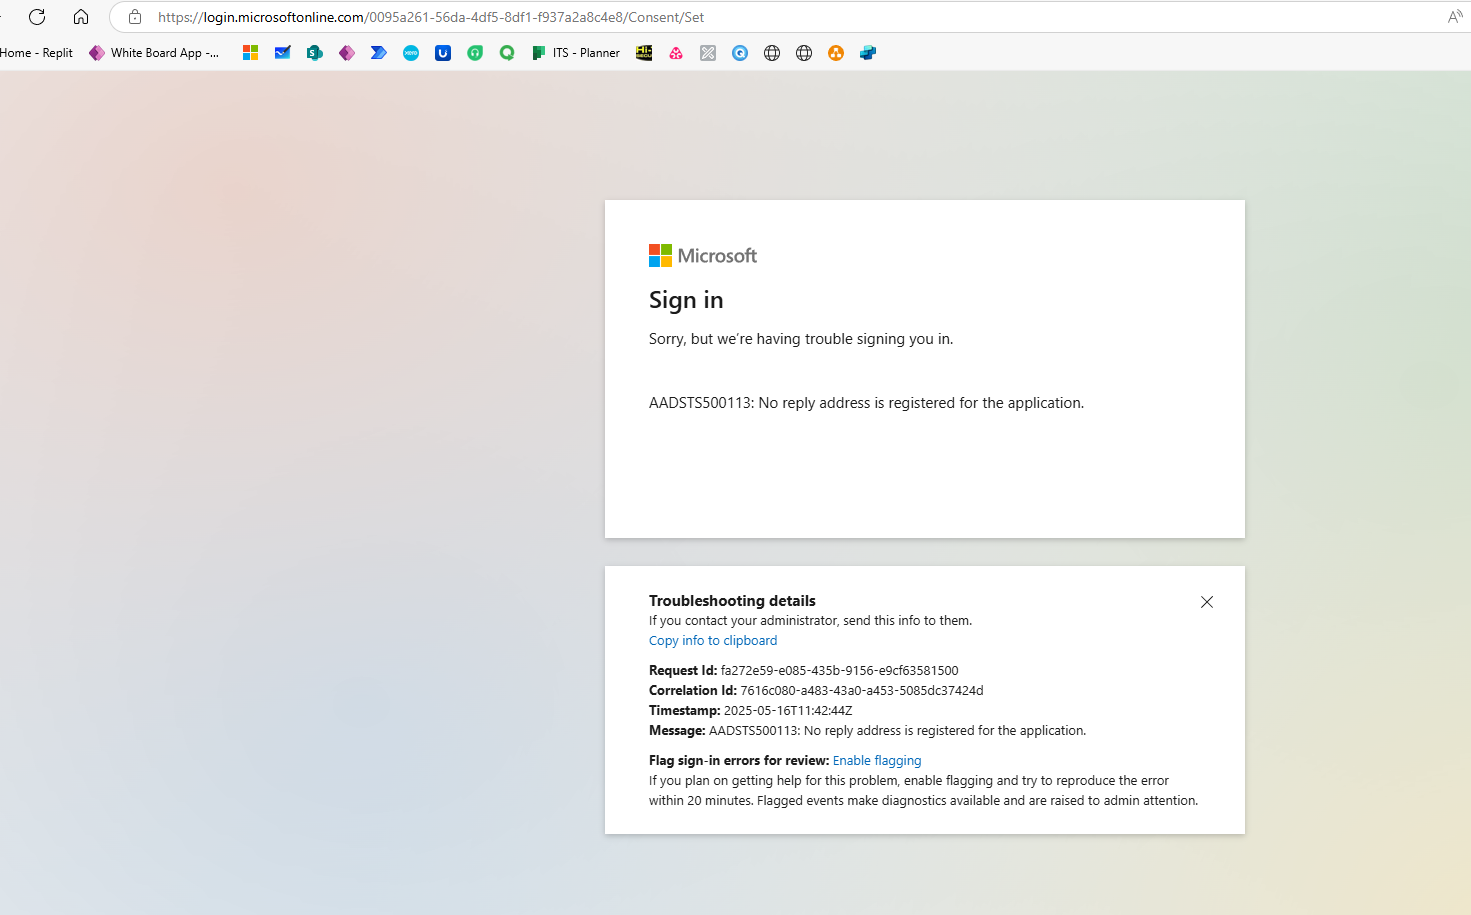 https://login.microsoftonline.com/0095a261-56da-4df5-8df1-f937a2a8c4e8/Consent/Set
Home - Replit White Board App -... ITS - Planner
Microsoft
Sign in
Sorry, but we're having trouble signing you in.
AADSTS500113: No reply address is registered for the application.
Troubleshooting details
If you contact your administrator, send this info to them.
Copy info to clipboard
Request Id: fa272e59-e085-435b-9156-e9cf63581500
Correlation Id: 7616c080-a483-43a0-a453-5085dc37424d
Timestamp: 2025-05-16T11:42:44Z
Message: AADSTS500113: No reply address is registered for the application.
Flag sign-in errors for review: Enable flagging
If you plan on getting help for this problem, enable flagging and try to reproduce the error
within 20 minutes. Flagged events make diagnostics available and are raised to admin attention.